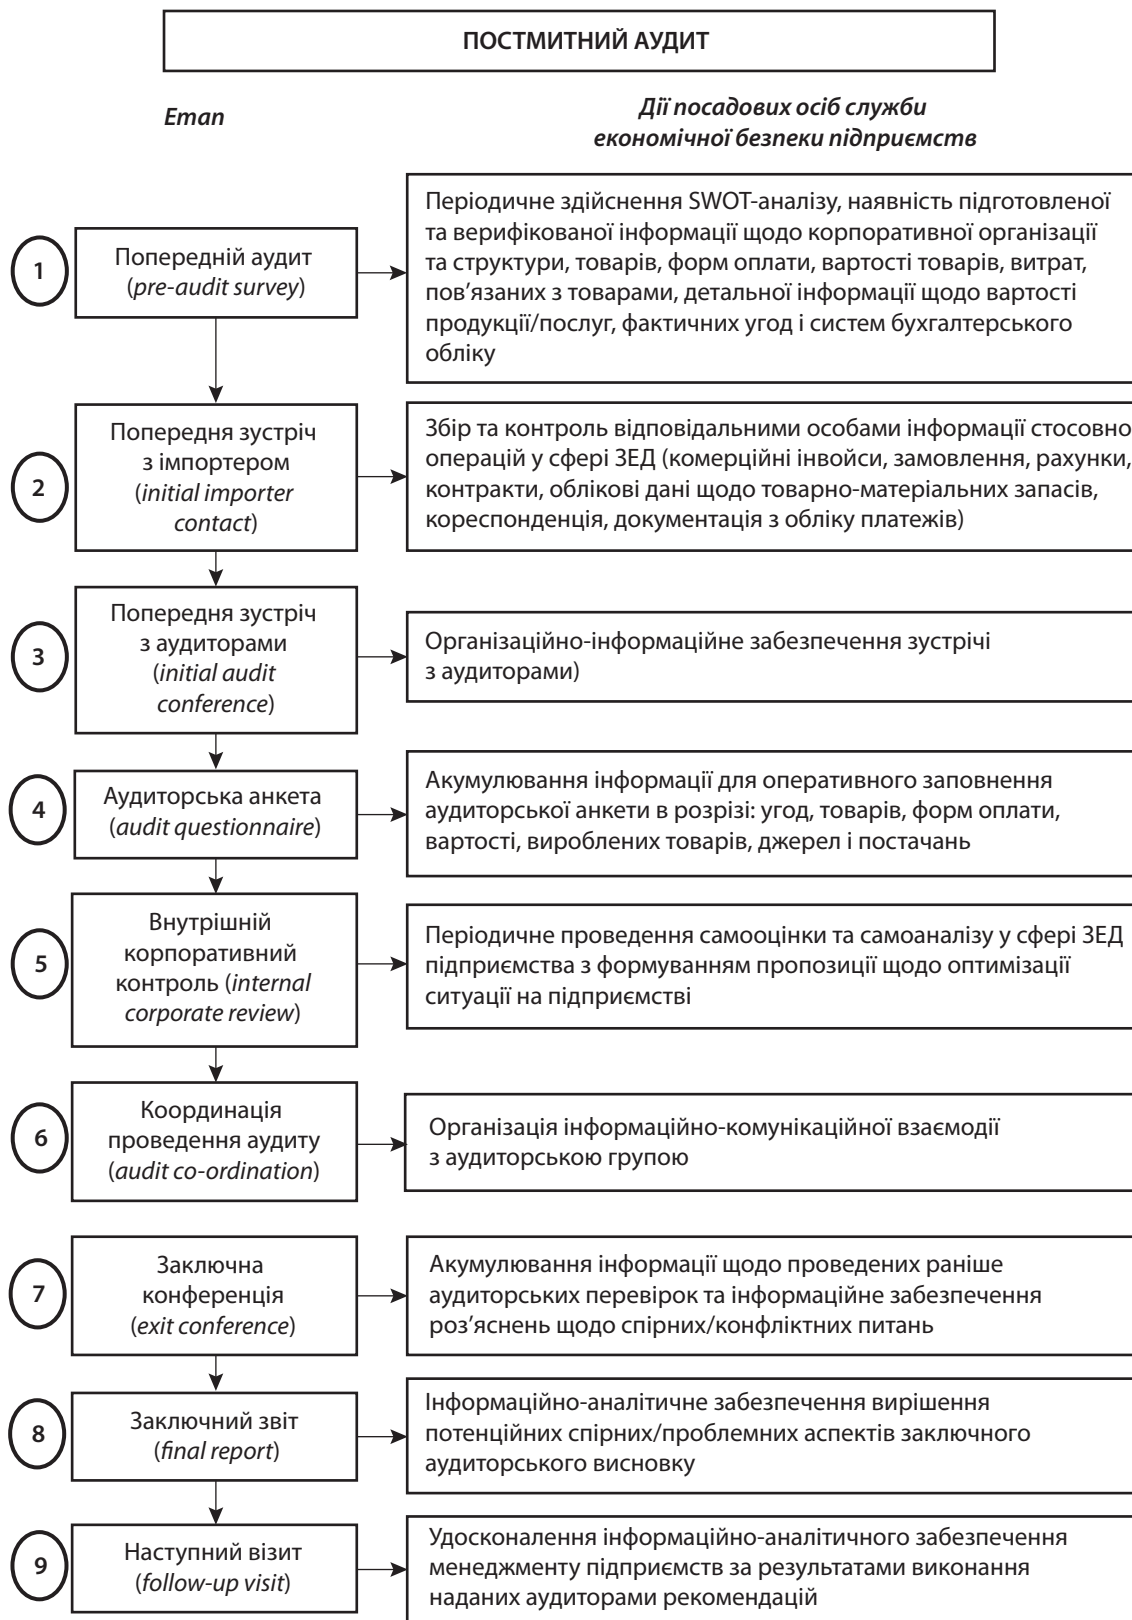 ПОСТМИТНИЙ АУДИТ
Етап
Дії посадових осіб служби
економічної безпеки підприємств
1
Попередній аудит
(pre-audit survey)
Періодичне здійснення SWOT-аналізу, наявність підготовленої
та верифікованої інформації щодо корпоративної організації
та структури, товарів, форм оплати, вартості товарів, витрат,
пов’язаних з товарами, детальної інформації щодо вартості
продукції/послуг, фактичних угод і систем бухгалтерського
обліку
2
Попередня зустріч
з імпортером
(initial importer
contact)
Збір та контроль відповідальними особами інформації стосовно
операцій у сфері ЗЕД (комерційні інвойси, замовлення, рахунки,
контракти, облікові дані щодо товарно-матеріальних запасів,
кореспонденція, документація з обліку платежів)
3
Попередня зустріч
з аудиторами
(initial audit
conference)
Організаційно-інформаційне забезпечення зустрічі
з аудиторами)
4
Аудиторська анкета
(audit questionnaire)
Акумулювання інформації для оперативного заповнення
аудиторської анкети в розрізі: угод, товарів, форм оплати,
вартості, вироблених товарів, джерел і постачань
5
Внутрішній
корпоративний
контроль (internal
corporate review)
Періодичне проведення самооцінки та самоаналізу у сфері ЗЕД
підприємства з формуванням пропозиції щодо оптимізації
ситуації на підприємстві
6
Координація
проведення аудиту
(audit co-ordination)
Організація інформаційно-комунікаційної взаємодії
з аудиторською групою
7
Заключна
конференція
(exit conference)
Акумулювання інформації щодо проведених раніше
аудиторських перевірок та інформаційне забезпечення
роз’яснень щодо спірних/конфліктних питань
8
Заключний звіт
(final report)
Інформаційно-аналітичне забезпечення вирішення
потенційних спірних/проблемних аспектів заключного
аудиторського висновку
9
Наступний візит
(follow-up visit)
Удосконалення інформаційно-аналітичного забезпечення
менеджменту підприємств за результатами виконання
наданих аудиторами рекомендацій